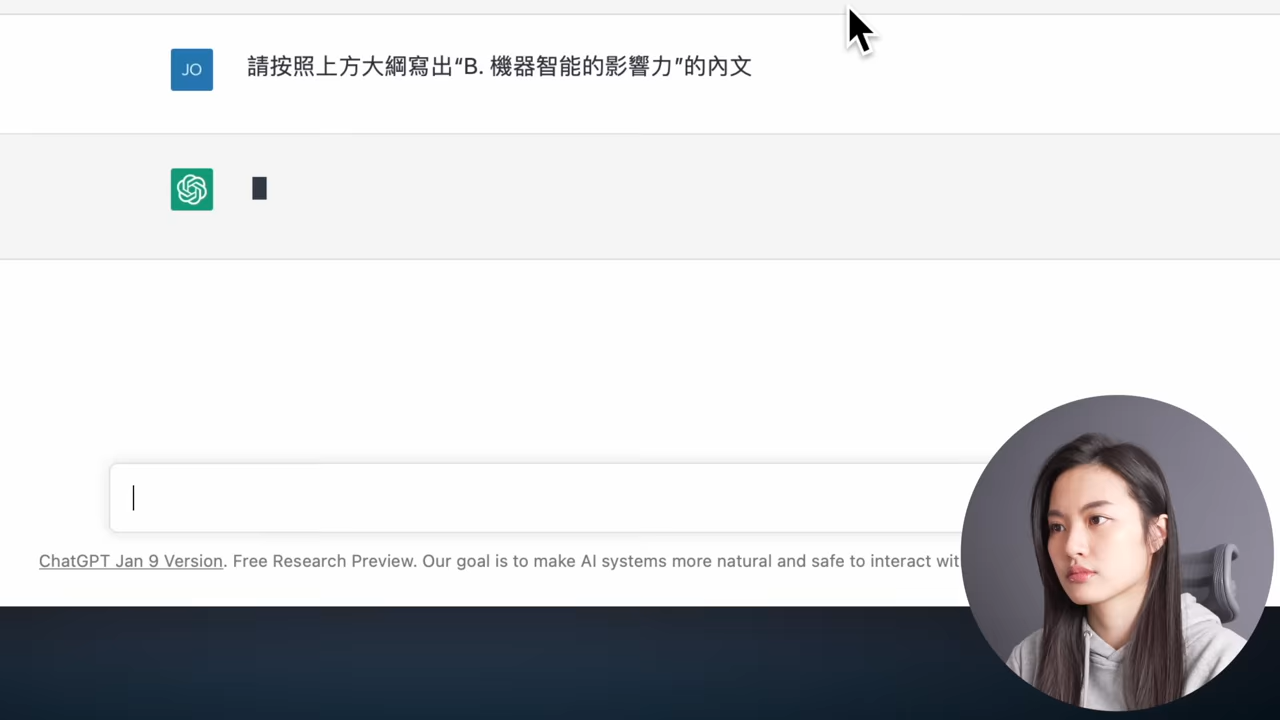 JO
請按照上方大綱寫出“B. 機器智能的影響力”的內文
ChatGPT Jan 9 Version. Free Research Preview. Our goal is to make AI systems more natural and safe to interact